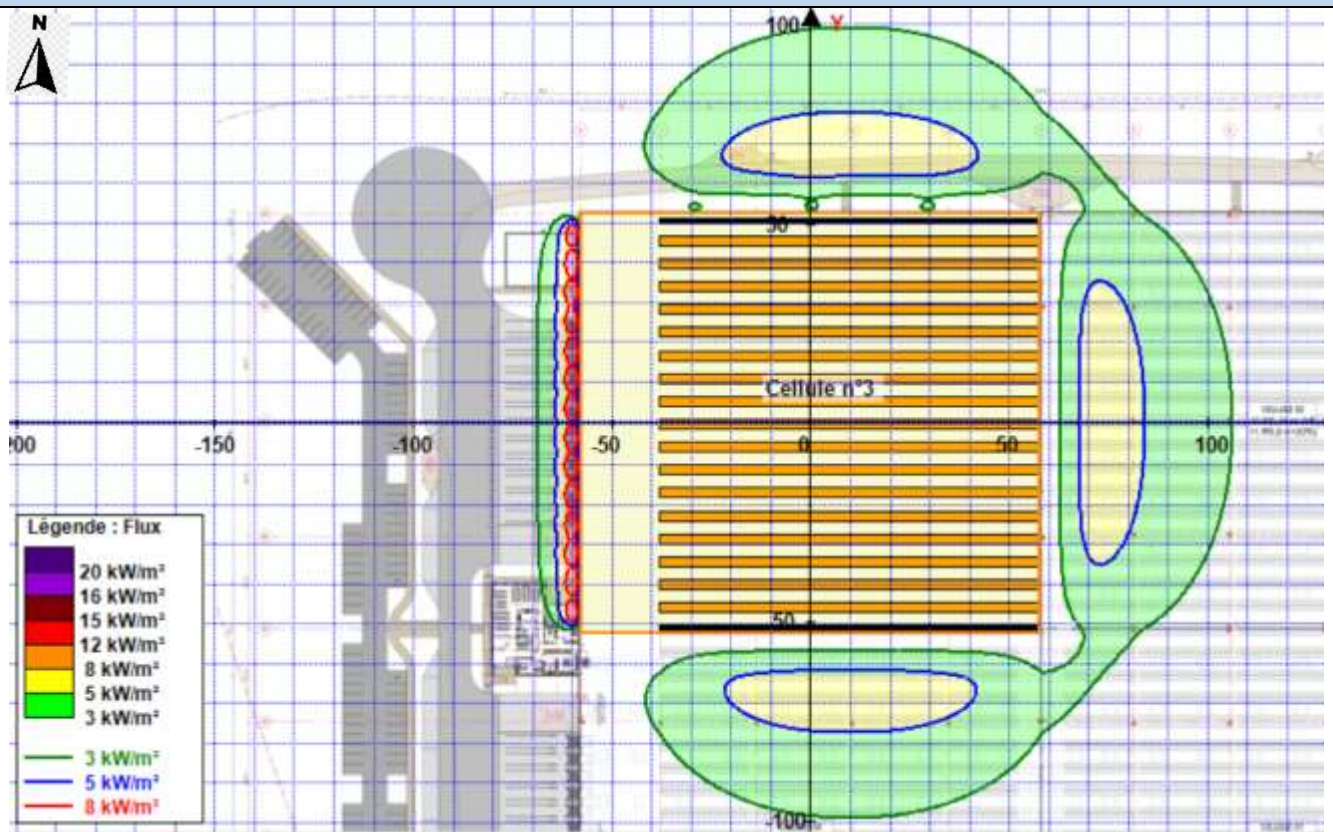 N
100
Y
50
Cellule n°3
-150
-100
-50
0
50
100
Légende : Flux
20 kW/m²
16 kW/m²
15 kW/m²
12 kW/m²
8 kW/m²
5 kW/m²
3 kW/m²
3 kW/m²
5 kW/m²
8 kW/m²
-50
-100